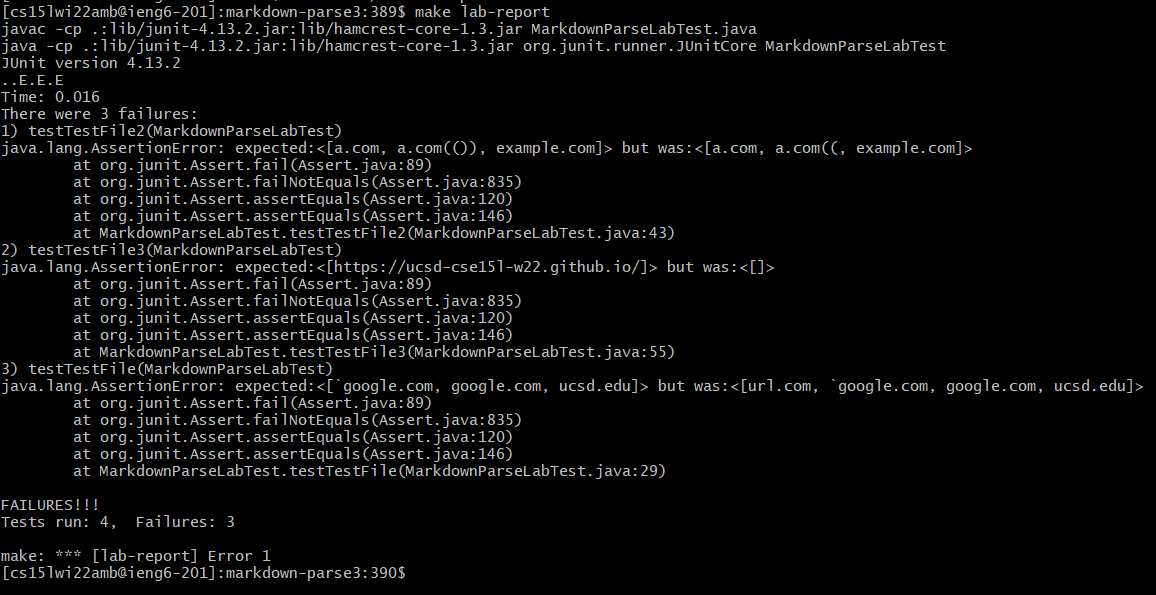 [cs15lwi22amb@ieng6-201]:markdown-parse3:389$ make lab-report
javac -cp .:lib/junit-4.13.2.jar:lib/hamcrest-core-1.3.jar MarkdownParseLabTest.java
java -cp .:lib/junit-4.13.2.jar:lib/hamcrest-core-1.3.jar org.junit.runner.JUnitCore MarkdownParseLabTest
JUnit version 4.13.2
..E.E.E
Time: 0.016
There were 3 failures:
1) testTestFile2(MarkdownParseLabTest)
java.lang.AssertionError: expected:<[a.com, a.com(()), example.com]> but was:<[a.com, a.com((, example.com]>
        at org.junit.Assert.fail(Assert.java:89)
        at org.junit.Assert.failNotEquals(Assert.java:835)
        at org.junit.Assert.assertEquals(Assert.java:120)
        at org.junit.Assert.assertEquals(Assert.java:146)
        at MarkdownParseLabTest.testTestFile2(MarkdownParseLabTest.java:43)
2) testTestFile3(MarkdownParseLabTest)
java.lang.AssertionError: expected:<[https://ucsd-cse15l-w22.github.io/]> but was:<[]>
        at org.junit.Assert.fail(Assert.java:89)
        at org.junit.Assert.failNotEquals(Assert.java:835)
        at org.junit.Assert.assertEquals(Assert.java:120)
        at org.junit.Assert.assertEquals(Assert.java:146)
        at MarkdownParseLabTest.testTestFile3(MarkdownParseLabTest.java:55)
3) testTestFile(MarkdownParseLabTest)
java.lang.AssertionError: expected:<[`google.com, google.com, ucsd.edu]> but was:<[url.com, `google.com, google.com, ucsd.edu]>
        at org.junit.Assert.fail(Assert.java:89)
        at org.junit.Assert.failNotEquals(Assert.java:835)
        at org.junit.Assert.assertEquals(Assert.java:120)
        at org.junit.Assert.assertEquals(Assert.java:146)
        at MarkdownParseLabTest.testTestFile(MarkdownParseLabTest.java:29)

FAILURES!!!
Tests run: 4,  Failures: 3

make: *** [lab-report] Error 1
[cs15lwi22amb@ieng6-201]:markdown-parse3:390$